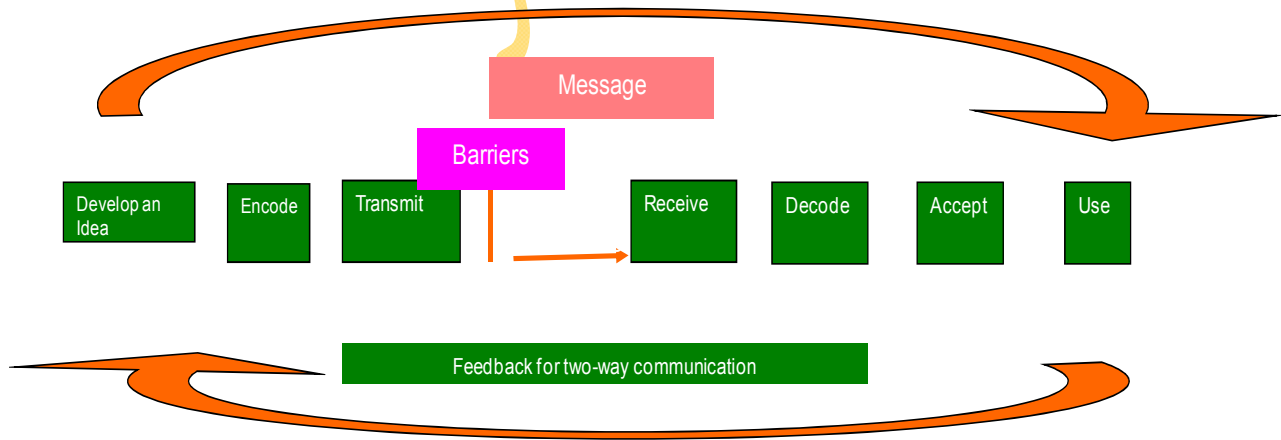 Message
Barriers
Develop an
Idea
Encode
Transmit
Receive
Decode
Accept
Use
Feedback for two-way communication